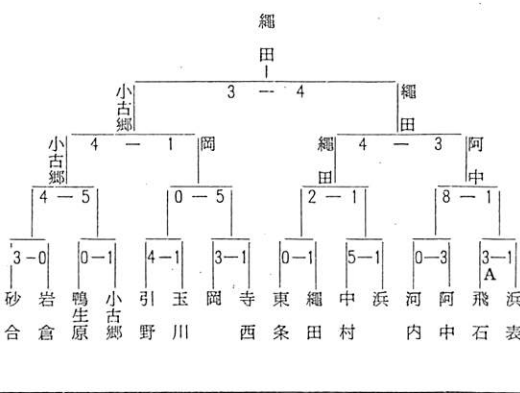 縄田
3 — 4
小古郷 縄田
4 — 1 4 — 3
小古郷 岡 縄田 阿中
4 — 5 0 — 5 2 — 1 8 — 1
3-0 0-1 4-1 3-1 0-1 5-1 0-3 3-1
A
砂合 岩倉 鴨生原 小古郷 引野 玉川 岡 寺西 東条 縄田 中村 浜 河内 阿中 飛石 浜表